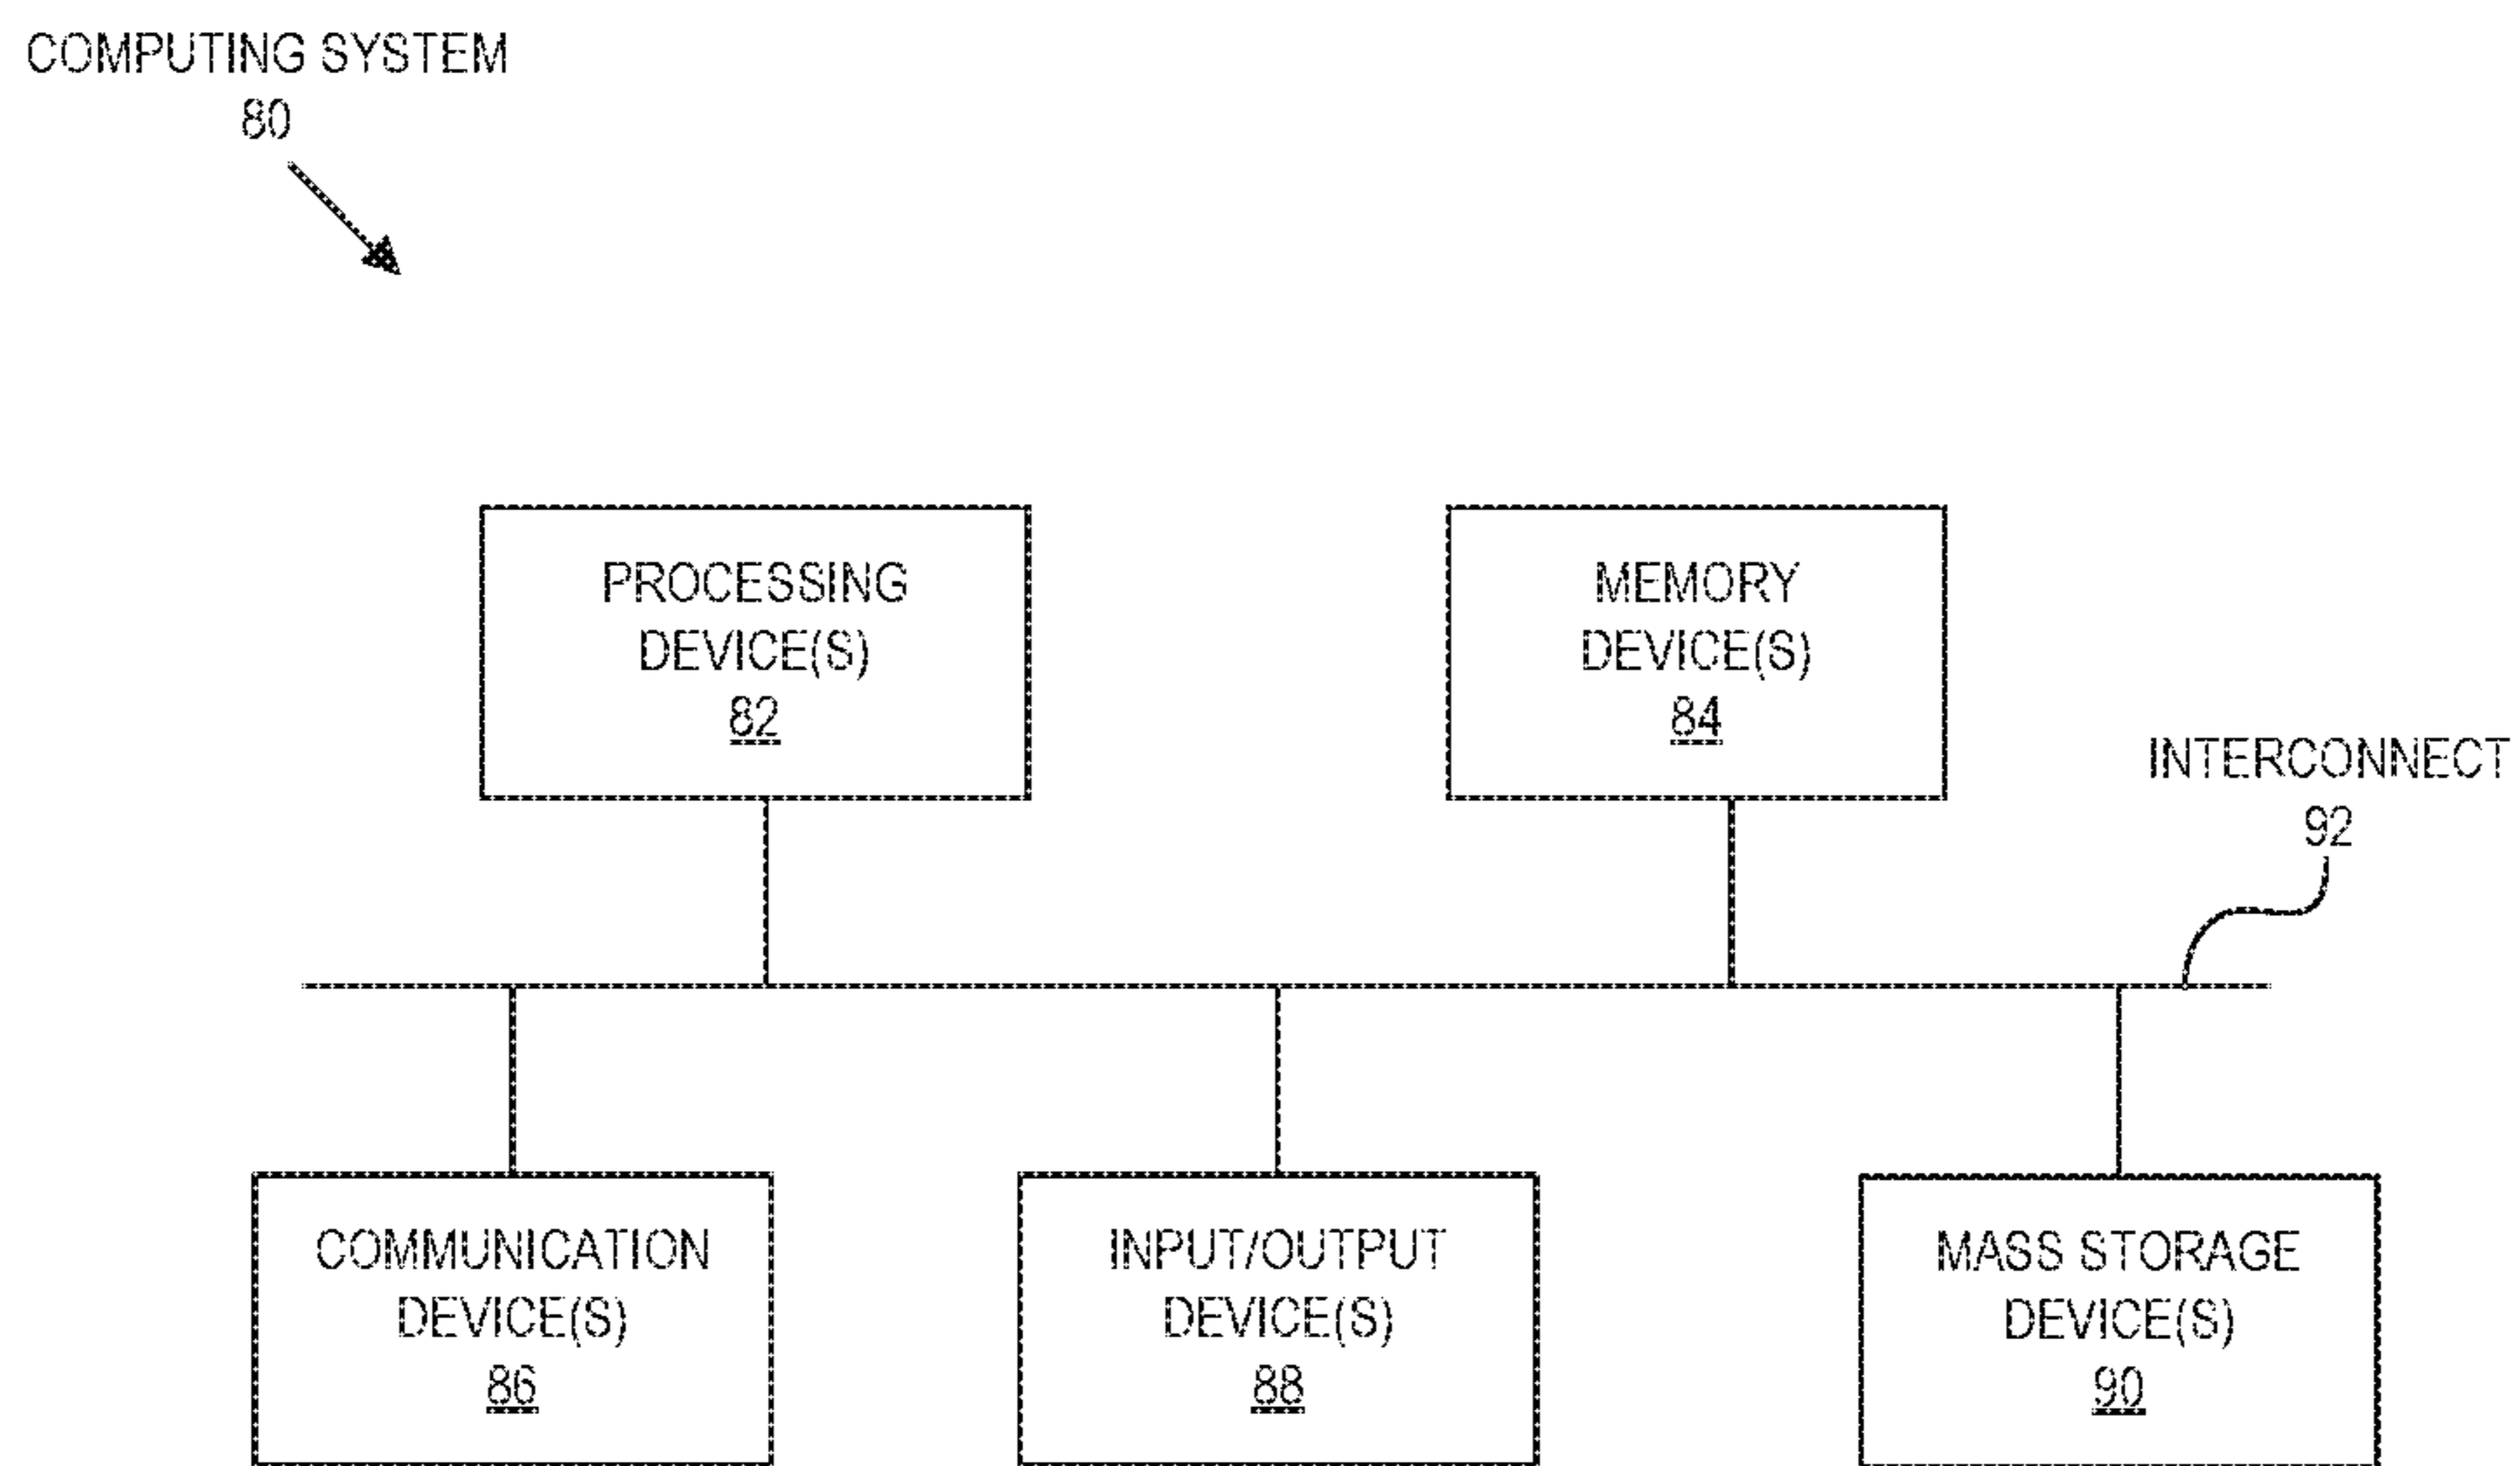 COMPUTING SYSTEM
80
PROCESSING
DEVICE(S)
82
MEMORY
DEVICE(S)
84
INTERCONNECT
92
COMMUNICATION
DEVICE(S)
86
INPUT/OUTPUT
DEVICE(S)
88
MASS STORAGE
DEVICE(S)
90